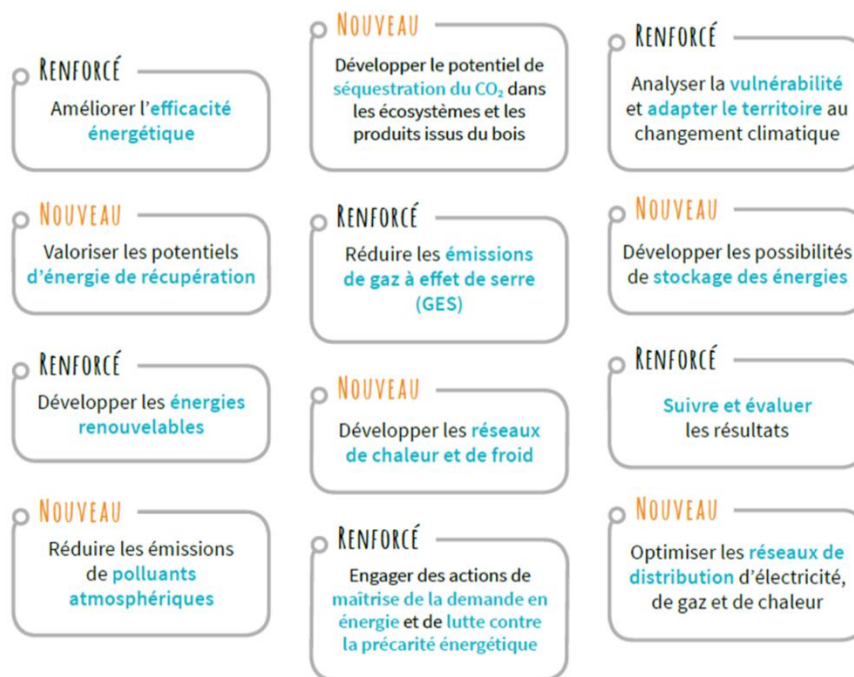 RENFORCÉ
Améliorer l'efficacité
énergétique
NOUVEAU
Développer le potentiel de
séquestration du CO₂ dans
les écosystèmes et les
produits issus du bois
RENFORCÉ
Analyser la vulnérabilité
et adapter le territoire au
changement climatique
NOUVEAU
Valoriser les potentiels
d'énergie de récupération
RENFORCÉ
Réduire les émissions
de gaz à effet de serre
(GES)
NOUVEAU
Développer les possibilités
de stockage des énergies
RENFORCÉ
Développer les énergies
renouvelables
NOUVEAU
Développer les réseaux
de chaleur et de froid
RENFORCÉ
Suivre et évaluer
les résultats
NOUVEAU
Réduire les émissions
de polluants
atmosphériques
RENFORCÉ
Engager des actions de
maîtrise de la demande en
énergie et de lutte contre
la précarité énergétique
NOUVEAU
Optimiser les réseaux de
distribution d'électricité,
de gaz et de chaleur